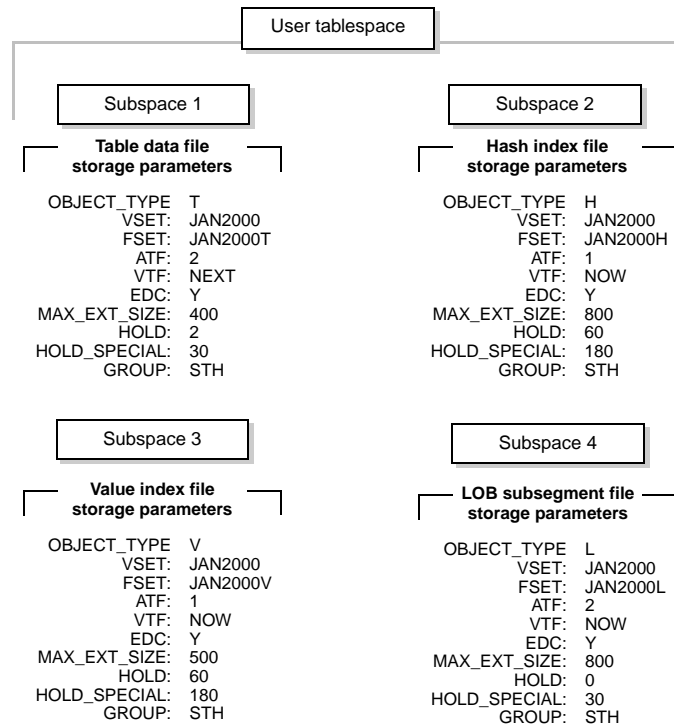 User tablespace
Subspace 1
Table data file
storage parameters
OBJECT_TYPE T
VSET: JAN2000
FSET: JAN2000T
ATF: 2
VTF: NEXT
EDC: Y
MAX_EXT_SIZE: 400
HOLD: 2
HOLD_SPECIAL: 30
GROUP: STH
Subspace 2
Hash index file
storage parameters
OBJECT_TYPE H
VSET: JAN2000
FSET: JAN2000H
ATF: 1
VTF: NOW
EDC: Y
MAX_EXT_SIZE: 800
HOLD: 60
HOLD_SPECIAL: 180
GROUP: STH
Subspace 3
Value index file
storage parameters
OBJECT_TYPE V
VSET: JAN2000
FSET: JAN2000V
ATF: 1
VTF: NOW
EDC: Y
MAX_EXT_SIZE: 500
HOLD: 60
HOLD_SPECIAL: 180
GROUP: STH
Subspace 4
LOB subsegment file
storage parameters
OBJECT_TYPE L
VSET: JAN2000
FSET: JAN2000L
ATF: 2
VTF: NOW
EDC: Y
MAX_EXT_SIZE: 800
HOLD: 0
HOLD_SPECIAL: 30
GROUP: STH